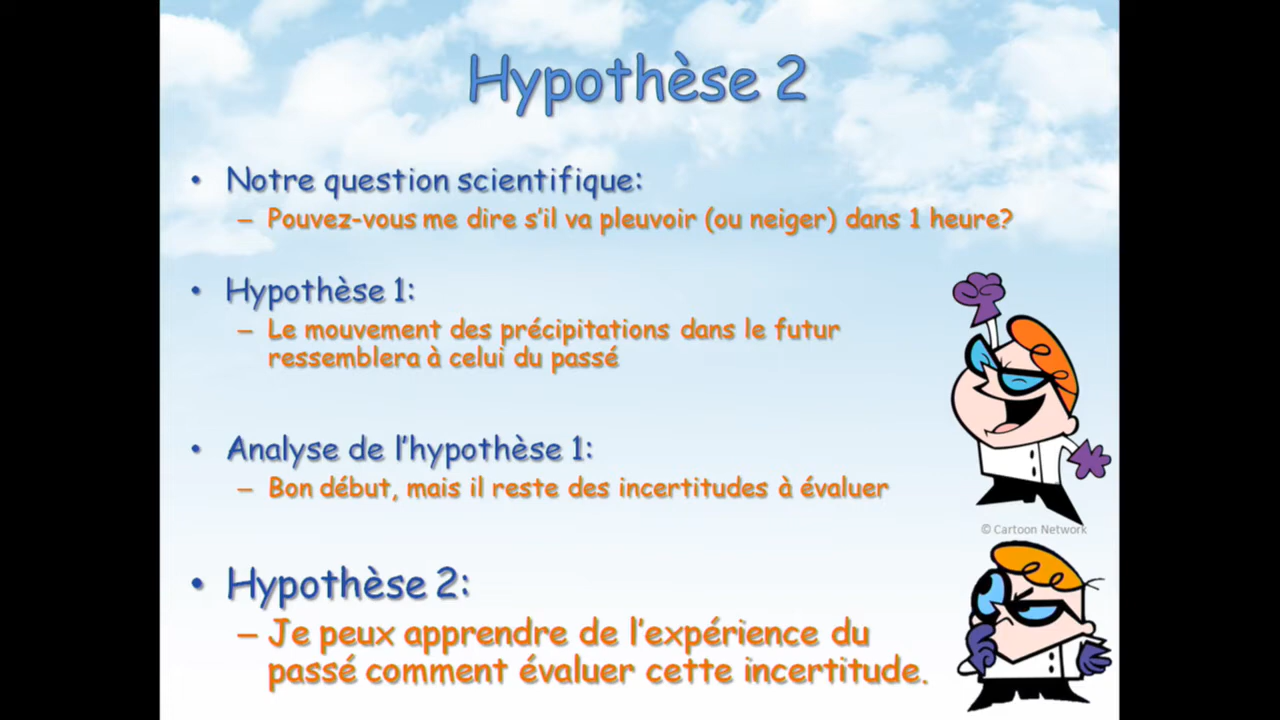 Hypothèse 2
• Notre question scientifique:
– Pouvez-vous me dire s'il va pleuvoir (ou neiger) dans 1 heure?
• Hypothèse 1:
– Le mouvement des précipitations dans le futur
ressemblera à celui du passé
• Analyse de l'hypothèse 1:
– Bon début, mais il reste des incertitudes à évaluer
© Cartoon Network
• Hypothèse 2:
– Je peux apprendre de l'expérience du
passé comment évaluer cette incertitude.